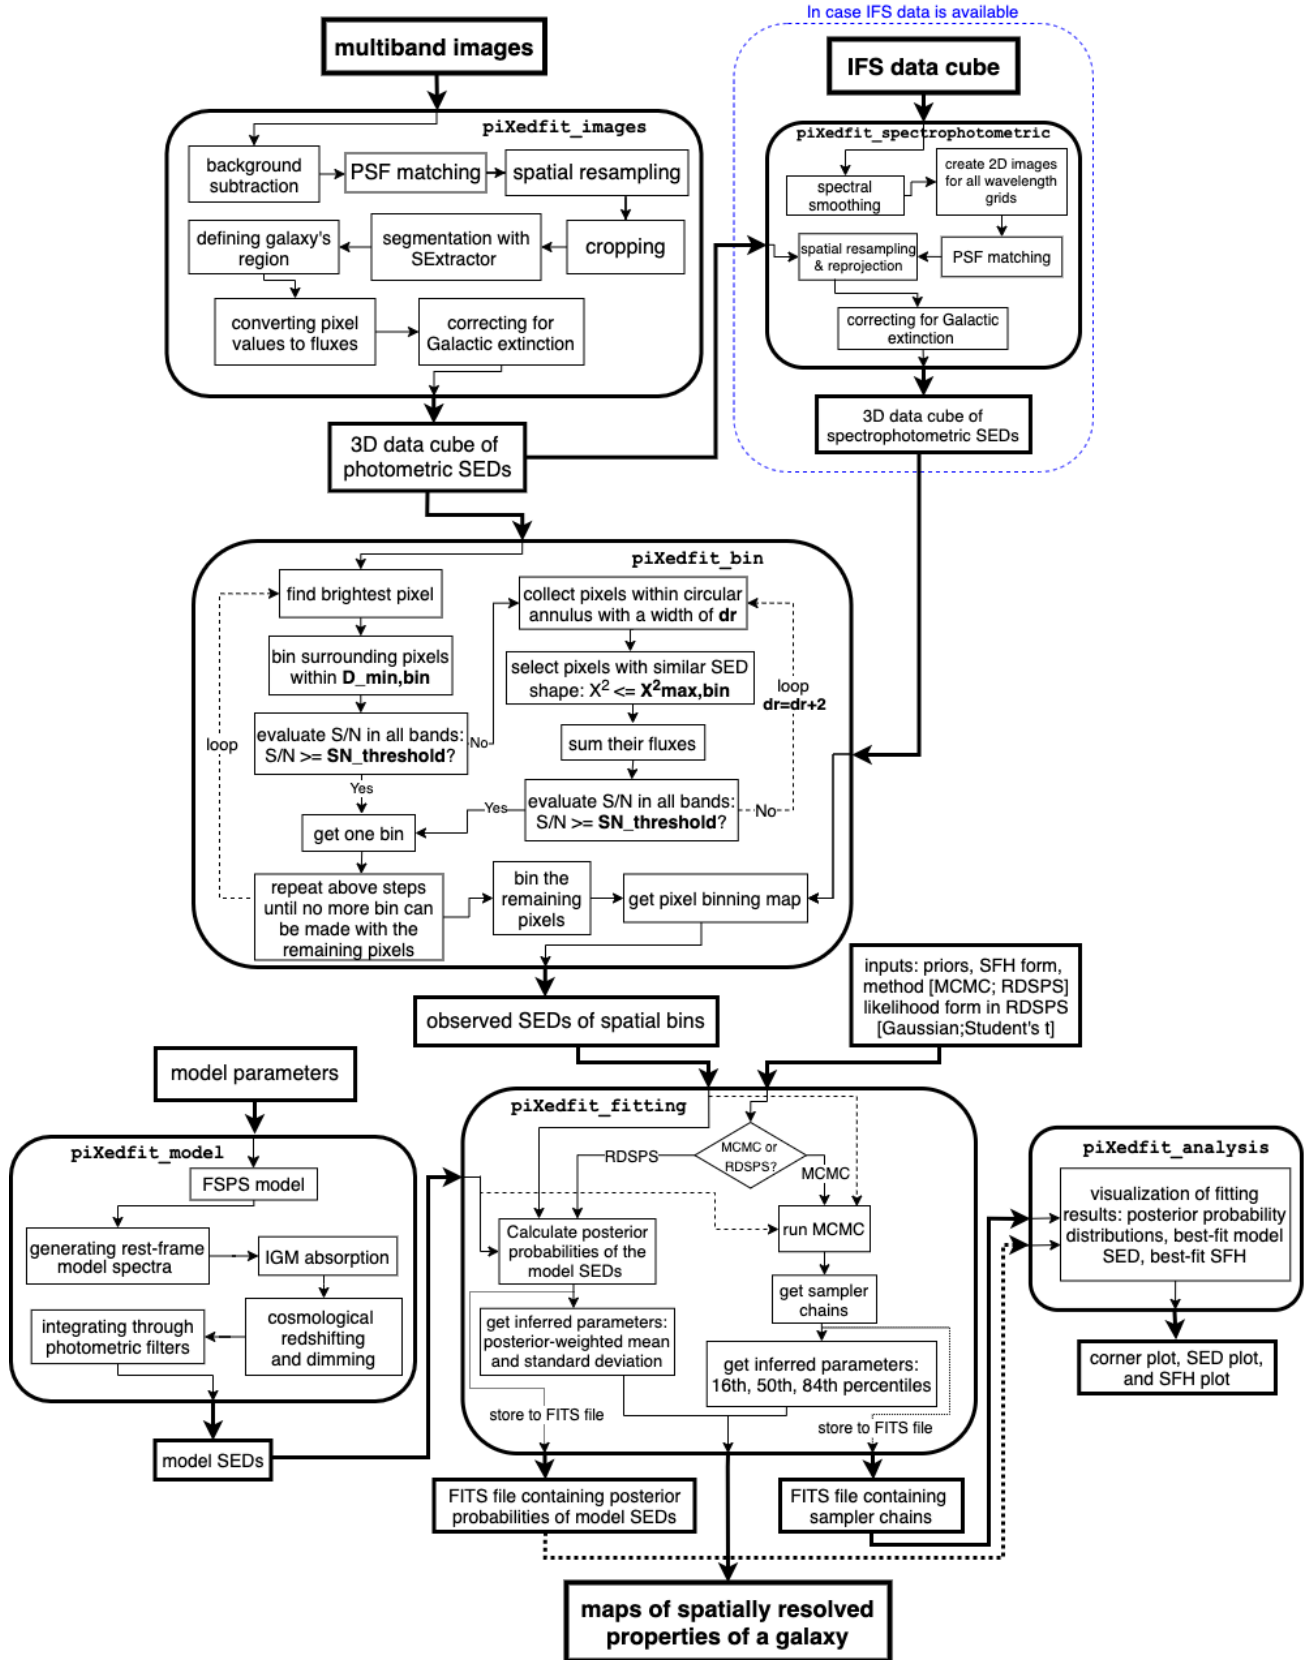 In case IFS data is available
multiband images
IFS data cube
piXedfit_images
background
subtraction
PSF matching
spatial resampling
defining galaxy's
region
segmentation with
SExtractor
cropping
converting pixel
values to fluxes
correcting for
Galactic extinction
piXedfit_spectrophotometric
spectral
smoothing
create 2D images
for all wavelength
grids
spatial resampling
& reprojection
PSF matching
correcting for Galactic
extinction
3D data cube of
photometric SEDs
3D data cube of
spectrophotometric SEDs
piXedfit_bin
find brightest pixel
bin surrounding pixels
within D_min,bin
evaluate S/N in all bands:
S/N >= SN_threshold?
No
loop
Yes
get one bin
repeat above steps
until no more bin can
be made with the
remaining pixels
collect pixels within circular
annulus with a width of dr
select pixels with similar SED
shape: X² <= X²max,bin
loop
dr=dr+2
sum their fluxes
evaluate S/N in all bands:
S/N >= SN_threshold?
Yes
No
bin the
remaining
pixels
get pixel binning map
observed SEDs of spatial bins
inputs: priors, SFH form,
method [MCMC; RDSPS]
likelihood form in RDSPS
[Gaussian;Student's t]
model parameters
piXedfit_model
FSPS model
generating rest-frame
model spectra
IGM absorption
integrating through
photometric filters
cosmological
redshifting
and dimming
model SEDs
piXedfit_fitting
MCMC or
RDSPS?
RDSPS
MCMC
Calculate posterior
probabilities of the
model SEDs
run MCMC
get sampler
chains
get inferred parameters:
posterior-weighted mean
and standard deviation
get inferred parameters:
16th, 50th, 84th percentiles
store to FITS file
store to FITS file
piXedfit_analysis
visualization of fitting
results: posterior probability
distributions, best-fit model
SED, best-fit SFH
corner plot, SED plot,
and SFH plot
FITS file containing posterior
probabilities of model SEDs
FITS file containing
sampler chains
maps of spatially resolved
properties of a galaxy